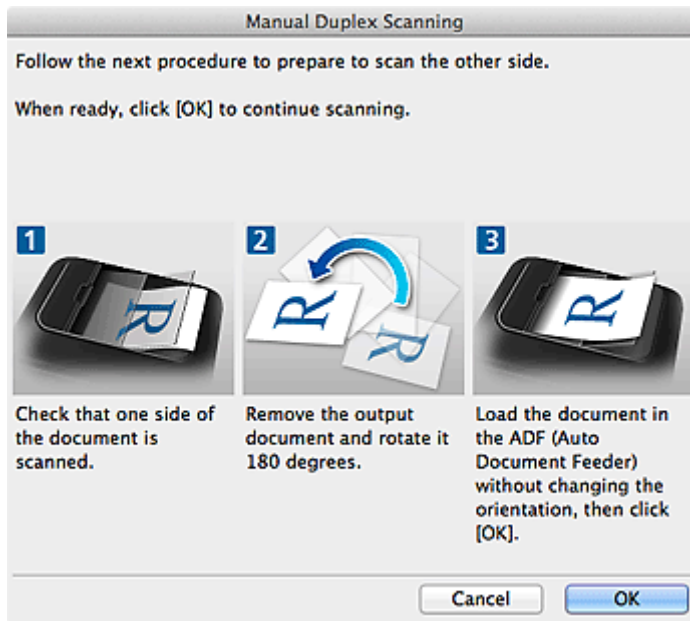 Manual Duplex Scanning
Follow the next procedure to prepare to scan the other side.
When ready, click [OK] to continue scanning.
1
R
Check that one side of
the document is
scanned.
2
R
R
Remove the output
document and rotate it
180 degrees.
3
R
Load the document in
the ADF (Auto
Document Feeder)
without changing the
orientation, then click
[OK].
Cancel
OK